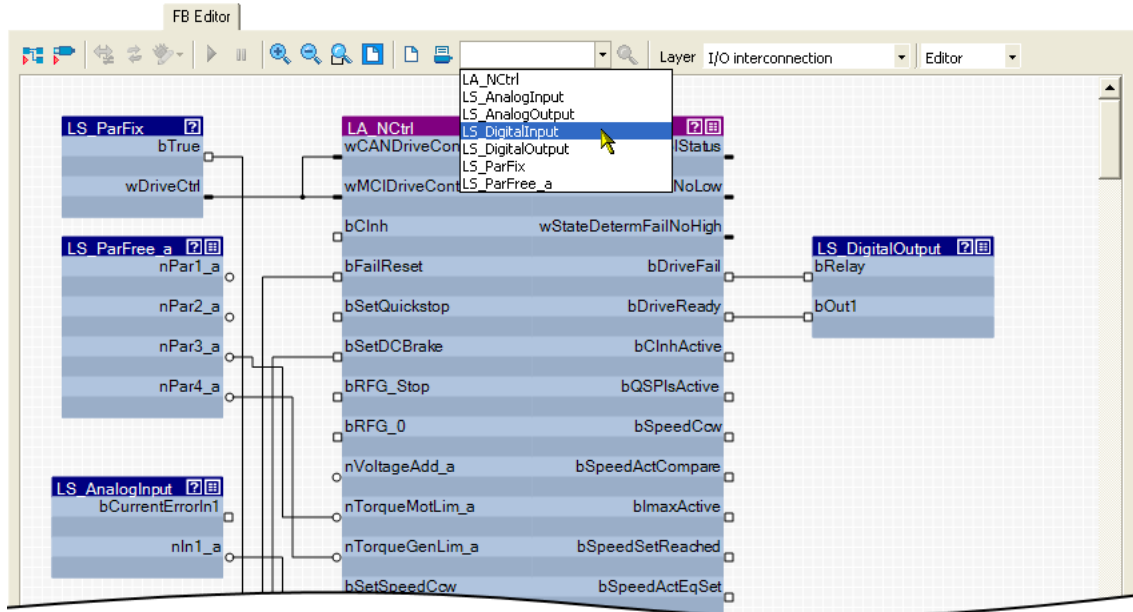 FB Editor
Layer I/O interconnection Editor
LA_NCtrl
LS_AnalogInput
LS_AnalogOutput
LS_DigitalInput
LS_DigitalOutput
LS_ParFix
LS_ParFree_a
LS_ParFix
bTrue
wDriveCtrl
LS_ParFree_a
nPar1_a
nPar2_a
nPar3_a
nPar4_a
LS_AnalogInput
bCurrentErrorIn1
nIn1_a
LA_NCtrl
wCANDriveCon lStatus
wMCIDriveCont NoLow
bCInh wStateDetermFailNoHigh
bFailReset bDriveFail
bSetQuickstop bDriveReady
bSetDCBrake bCInhActive
bRFG_Stop bQSPIsActive
bRFG_0 bSpeedCcw
nVoltageAdd_a bSpeedActCompare
nTorqueMotLim_a bImaxActive
nTorqueGenLim_a bSpeedSetReached
bSetSpeedCcw bSpeedActEqSet
LS_DigitalOutput
bRelay
bOut1